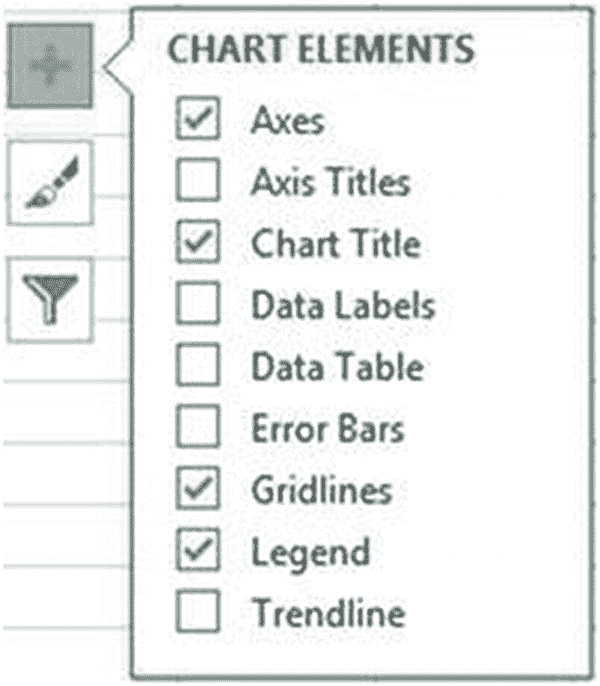 CHART ELEMENTS
Axes
Axis Titles
Chart Title
Data Labels
Data Table
Error Bars
Gridlines
Legend
Trendline